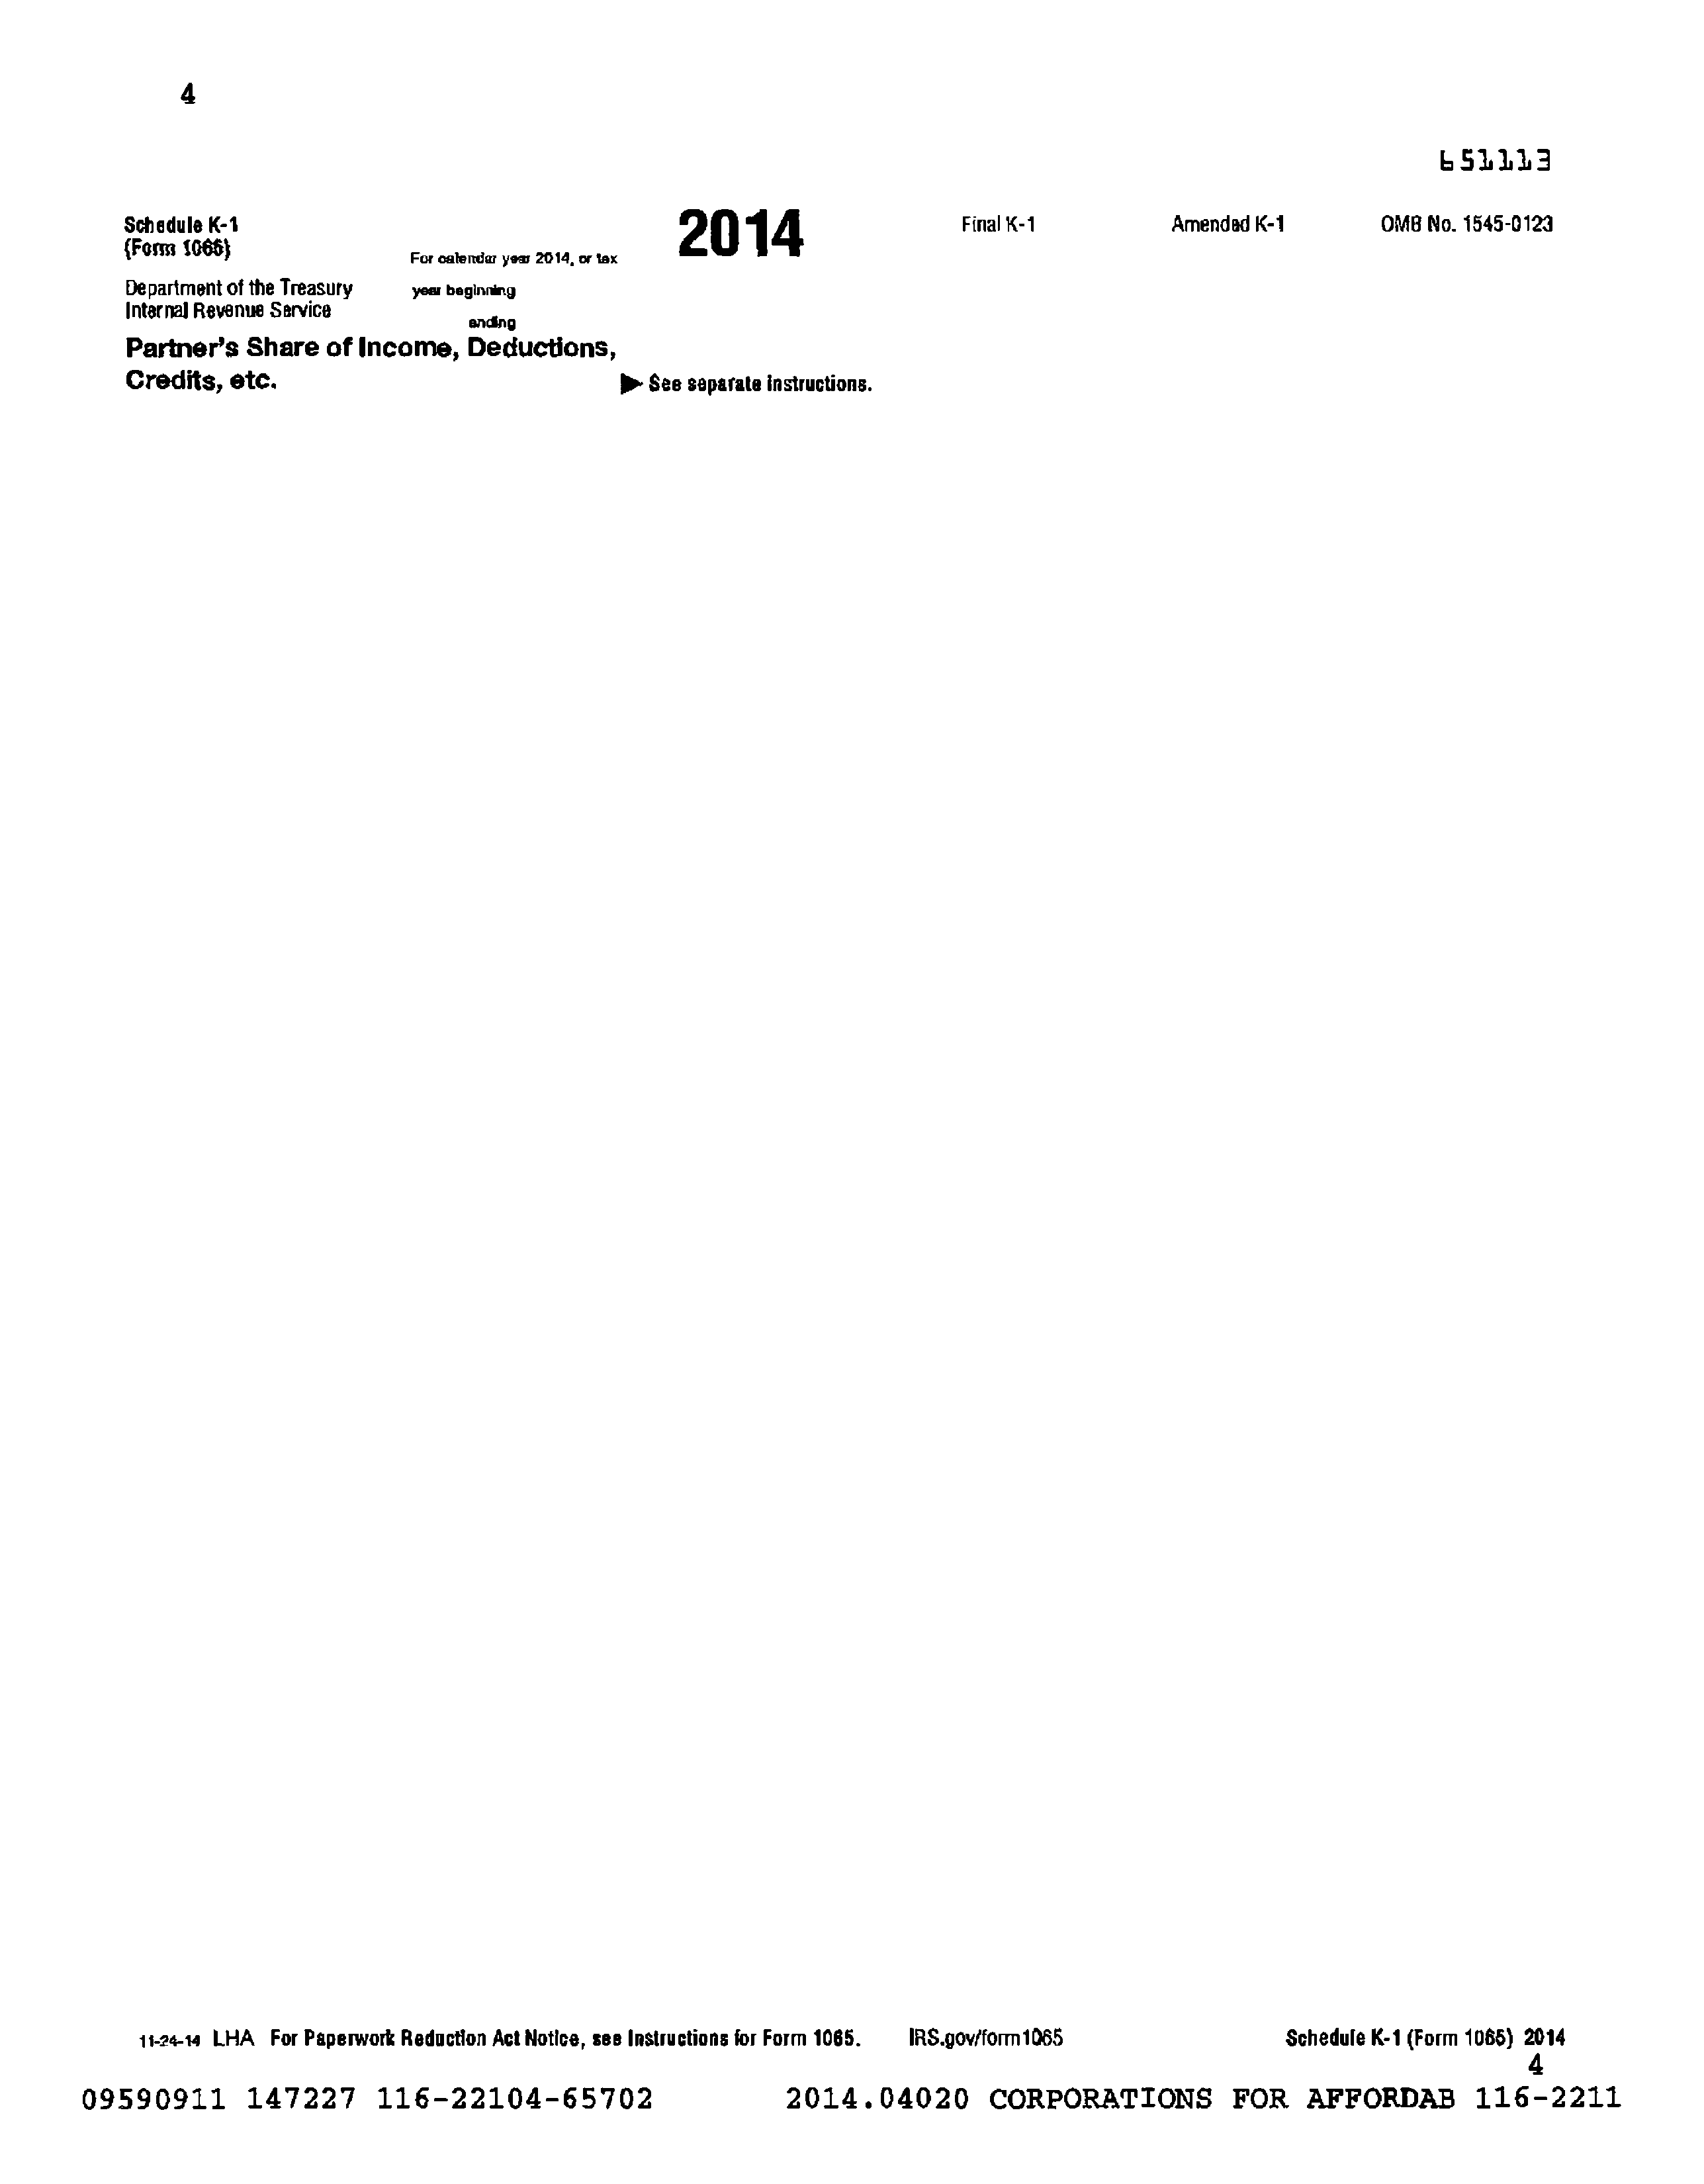 4
651113
Schedule K-1
(Form 1065)
For calendar year 2014, or tax
year beginning
ending
2014
Final K-1 Amended K-1 OMB No. 1545-0123
Department of the Treasury
Internal Revenue Service
Partner's Share of Income, Deductions,
Credits, etc.
▶ See separate instructions.
11-24-14 LHA For Paperwork Reduction Act Notice, see Instructions for Form 1065. IRS.gov/form1065 Schedule K-1 (Form 1065) 2014
4
09590911 147227 116-22104-65702 2014.04020 CORPORATIONS FOR AFFORDAB 116-2211